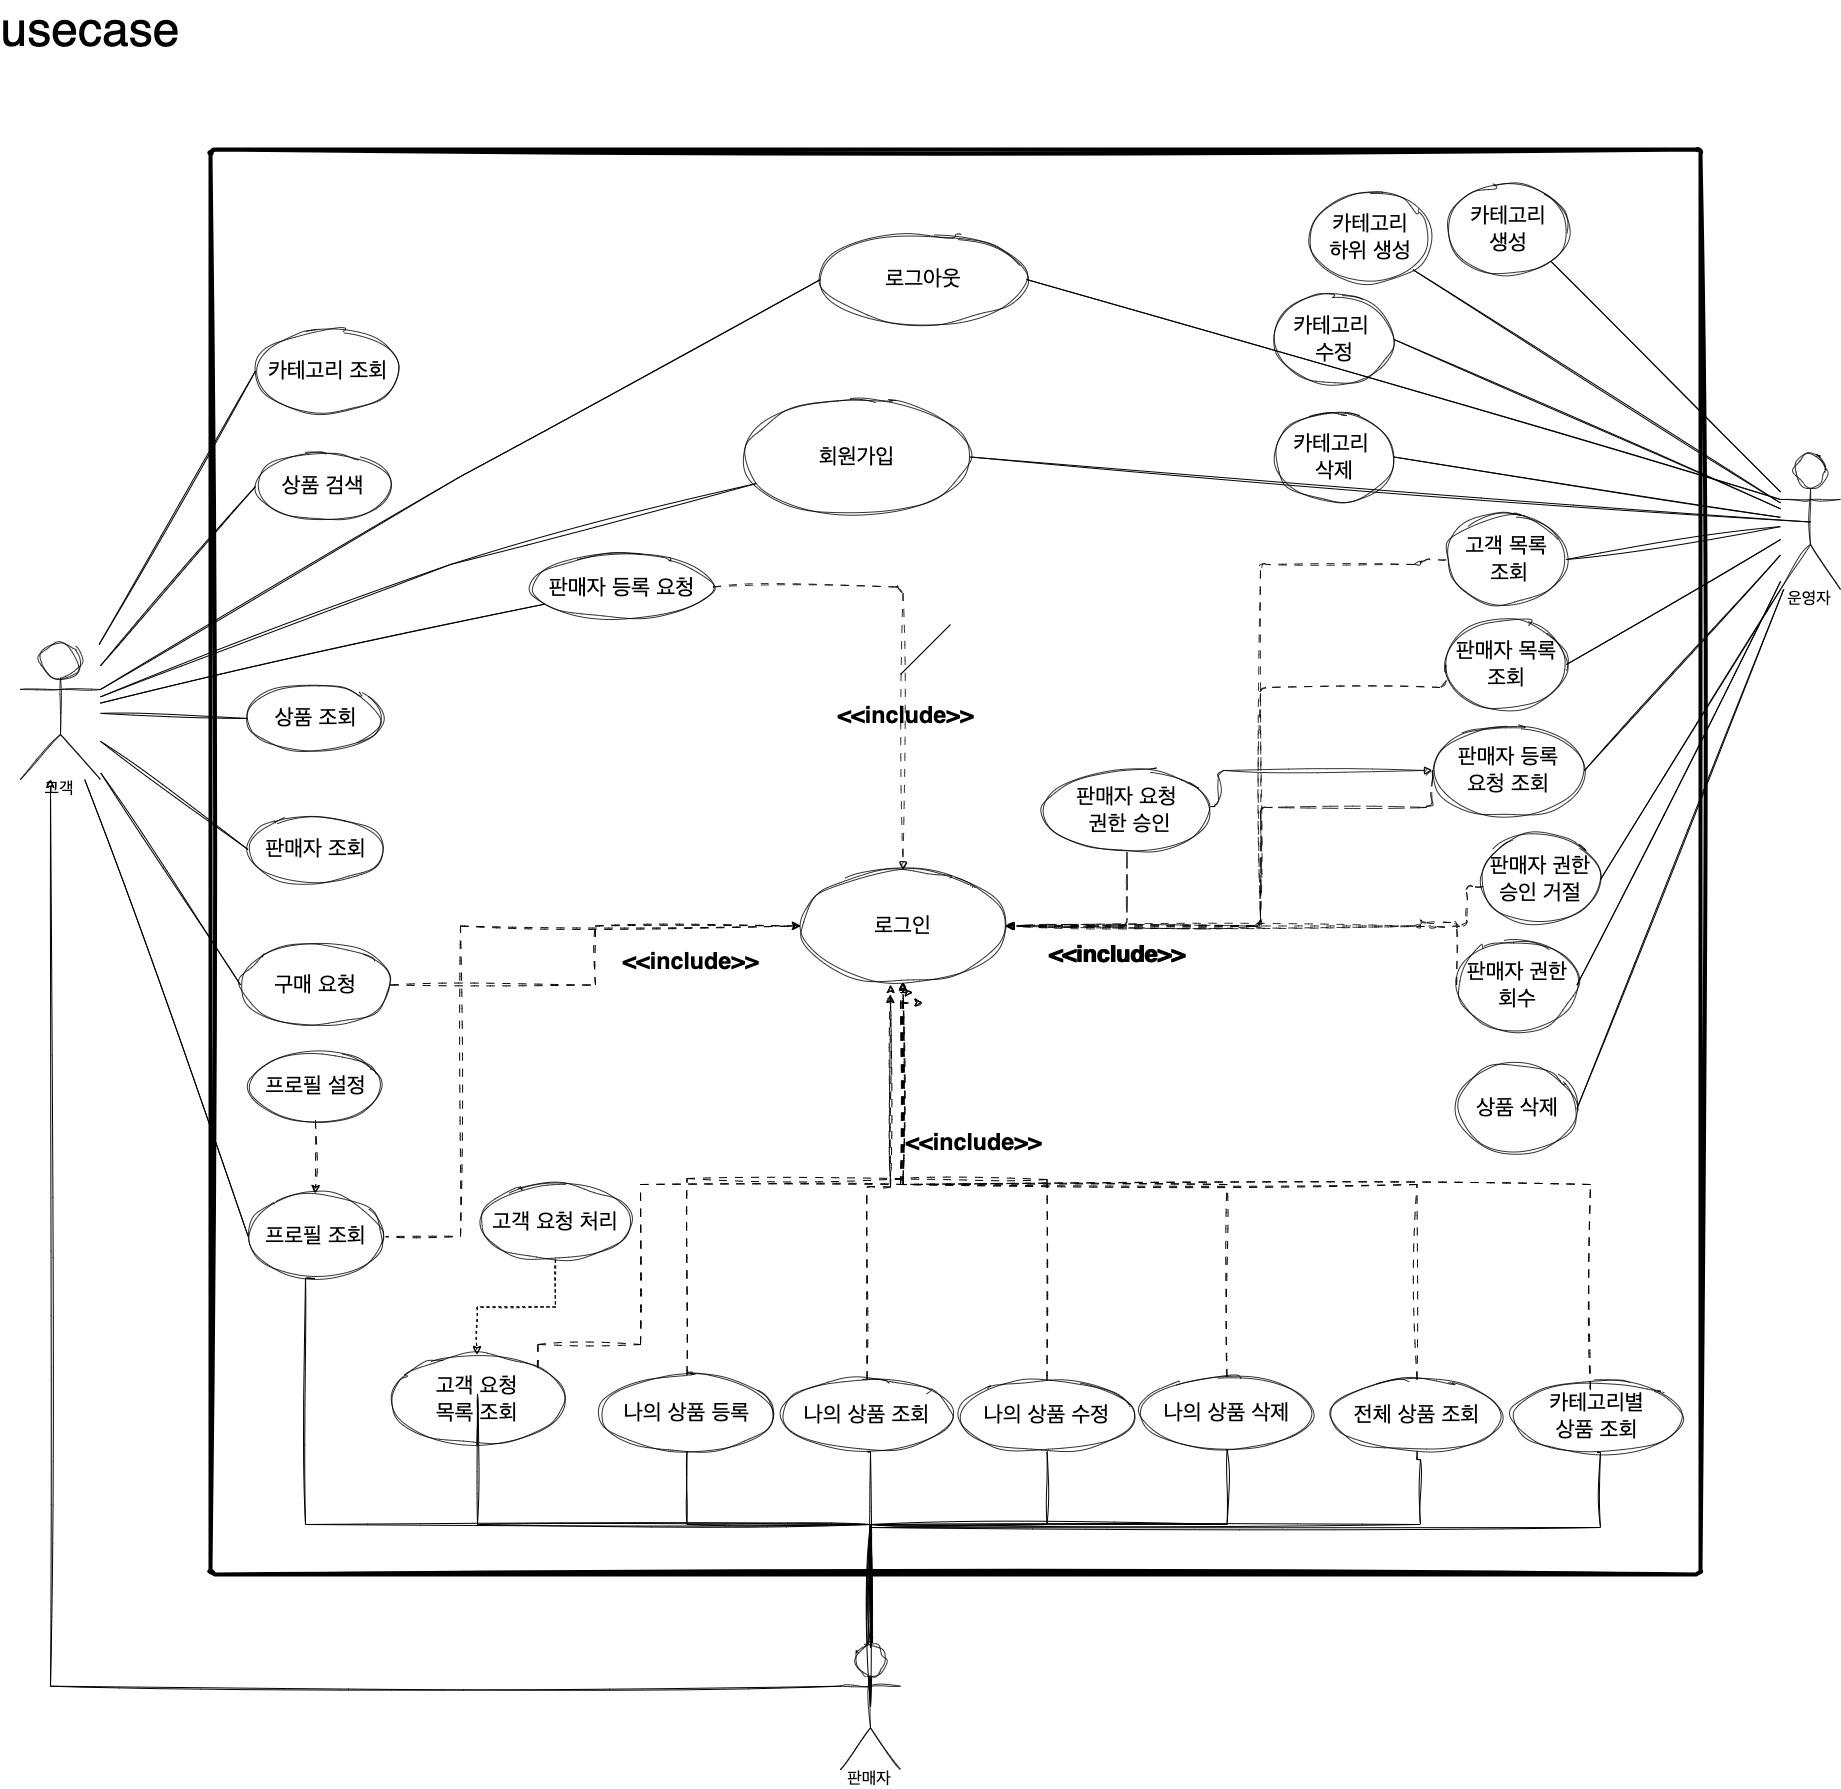 usecase
카테고리
하위 생성
카테고리
생성
로그아웃
카테고리
수정
카테고리 조회
회원가입
카테고리
삭제
상품 검색
고객 목록
조회
판매자 등록 요청
운영자
판매자 목록
조회
<<include>>
상품 조회
고객
판매자 등록
요청 조회
판매자 요청
권한 승인
판매자 조회
판매자 권한
승인 거절
로그인
<<include>>
<<include>>
구매 요청
판매자 권한
회수
프로필 설정
상품 삭제
<<include>>
프로필 조회
고객 요청 처리
고객 요청
목록 조회
나의 상품 등록
나의 상품 조회
나의 상품 수정
나의 상품 삭제
전체 상품 조회
카테고리별
상품 조회
판매자